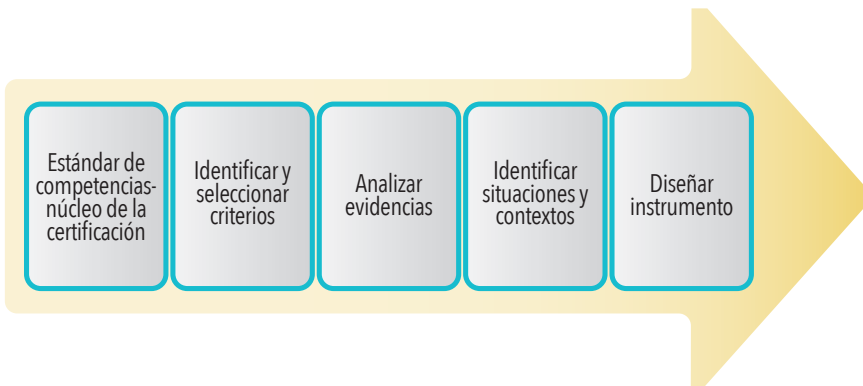 Estándar de
competencias-
núcleo de la
certificación
Identificar y
seleccionar
criterios
Analizar
evidencias
Identificar
situaciones y
contextos
Diseñar
instrumento